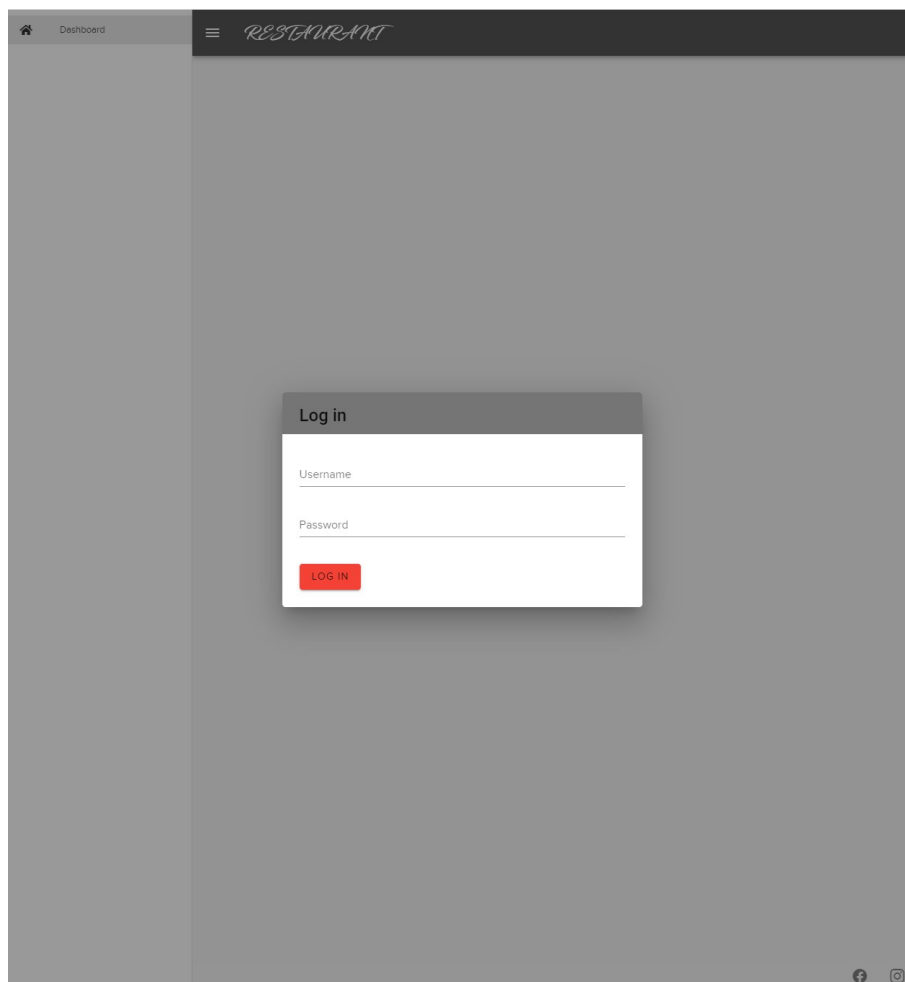 Dashboard
RESTAURANT
Log in
Username
Password
LOG IN